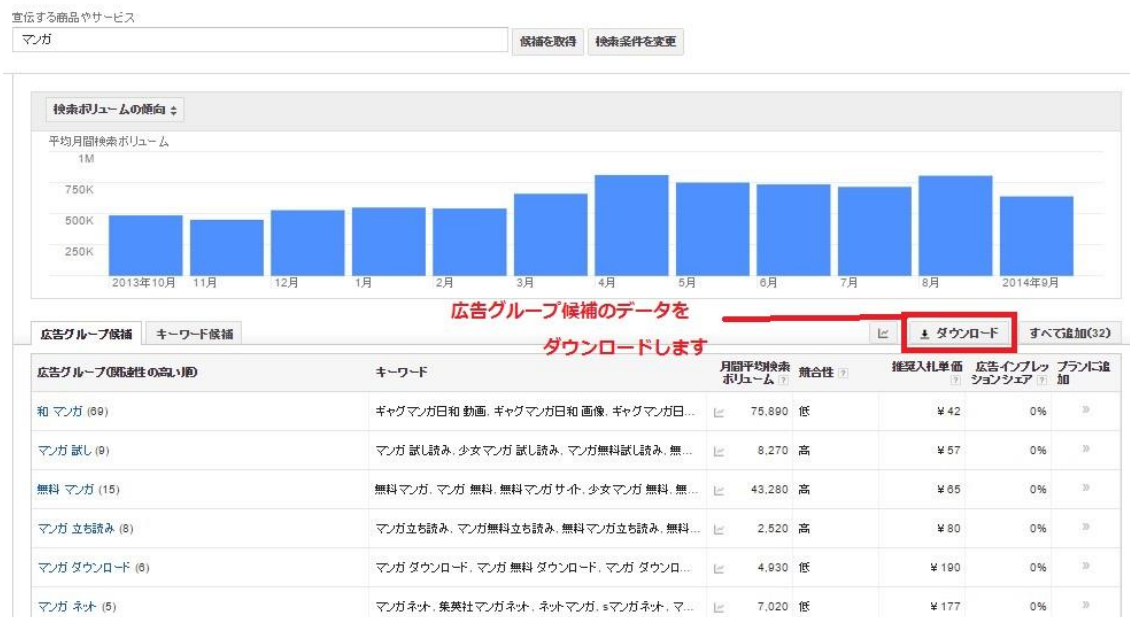 宣伝する商品やサービス
マンガ 候補を取得 検索条件を変更
検索ボリュームの傾向
平均月間検索ボリューム
1M
750K
500K
250K
2013年10月 11月 12月 1月 2月 3月 4月 5月 6月 7月 8月 2014年9月
広告グループ候補のデータを
ダウンロードします
広告グループ候補 キーワード候補 ダウンロード すべて追加(32)
広告グループ(関連性の高い順) キーワード 月間平均検索ボリューム ? 競合性 ? 推奨入札単価 ? 広告インプレッションシェア ? プランに追加
和 マンガ (69) ギャグマンガ日和 動画, ギャグマンガ日和 画像, ギャグマンガ日... 75,890 低 ¥ 42 0% »
マンガ 試し (9) マンガ 試し読み, 少女マンガ 試し読み, マンガ無料試し読み, 無... 8,270 高 ¥ 57 0% »
無料 マンガ (15) 無料マンガ, マンガ 無料, 無料マンガサイト, 少女マンガ 無料, 無... 43,280 高 ¥ 65 0% »
マンガ 立ち読み (8) マンガ立ち読み, マンガ無料立ち読み, 無料マンガ立ち読み, 無料... 2,520 高 ¥ 80 0% »
マンガ ダウンロード (6) マンガ ダウンロード, マンガ 無料 ダウンロード, マンガ ダウンロ... 4,930 低 ¥ 190 0% »
マンガ ネット (5) マンガネット, 集英社マンガネット, ネットマンガ, sマンガネット, マ... 7,020 低 ¥ 177 0% »